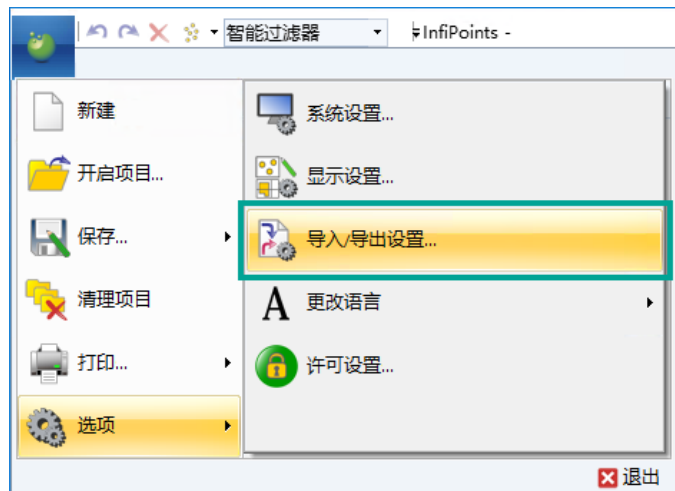 智能过滤器 InfiPoints -
新建
开启项目...
保存...
清理项目
打印...
选项
系统设置...
显示设置...
导入/导出设置...
A 更改语言
许可设置...
退出